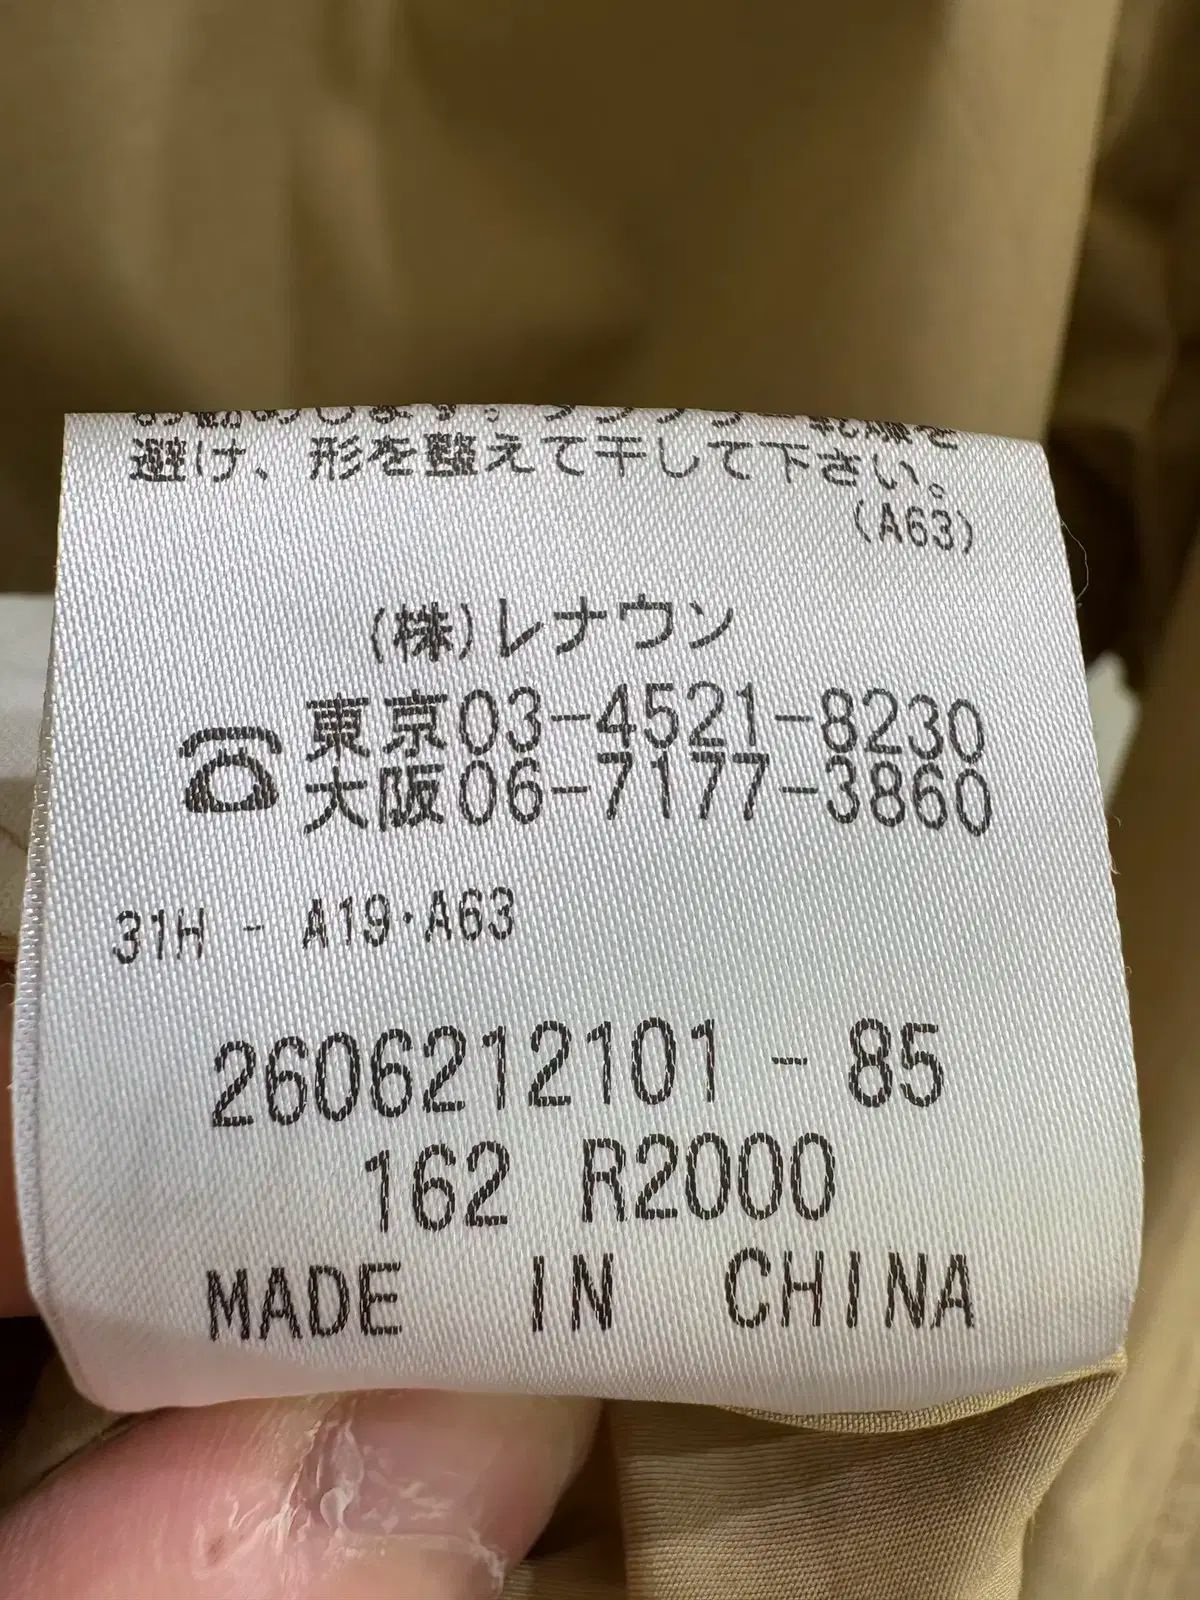 避け、形を整えて干して下さい。
(A63)
(株)レナウン
東京03-4521-8230
大阪06-7177-3860
31H - A19·A63
2606212101 - 85
162 R2000
MADE IN CHINA